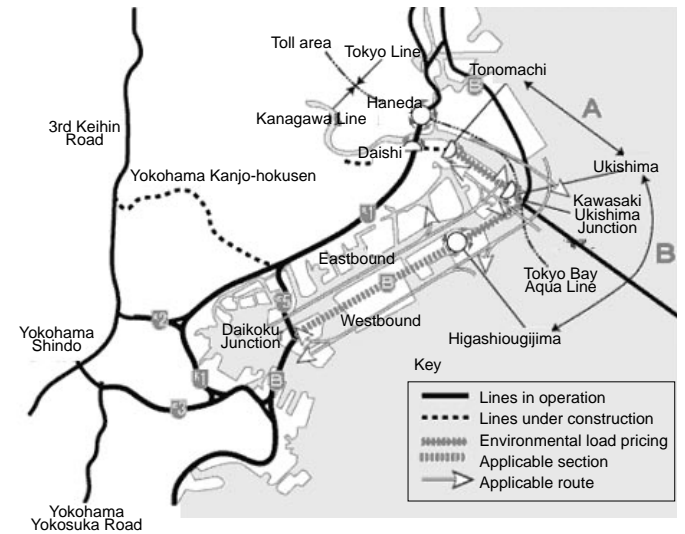 Toll area
Tokyo Line
Tonomachi
B
A
Haneda
Kanagawa Line
3rd Keihin
Road
Daishi
Ukishima
Yokohama Kanjo-hokusen
Kawasaki
Ukishima
Junction
Eastbound
B
Tokyo Bay
Aqua Line
B
Westbound
Daikoku
Junction
Yokohama
Shindo
Higashiougijima
B
Yokohama
Yokosuka Road
Key
Lines in operation
Lines under construction
Environmental load pricing
Applicable section
Applicable route